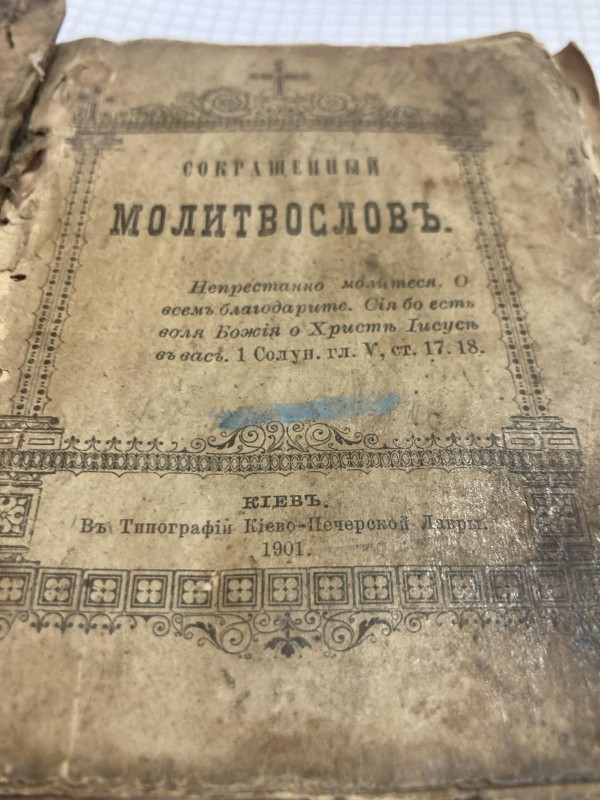 СОКРАЩЕННЫЙ
МОЛИТВОСЛОВЪ.
Непрестанно молитеся. О
всемъ благодарите. Сія бо есть
воля Божія о Христѣ Іисусѣ
въ васъ. 1 Солун. гл. V, ст. 17. 18.
КІЕВЪ.
Въ Типографіи Кіево-Печерской Лавры.
1901.